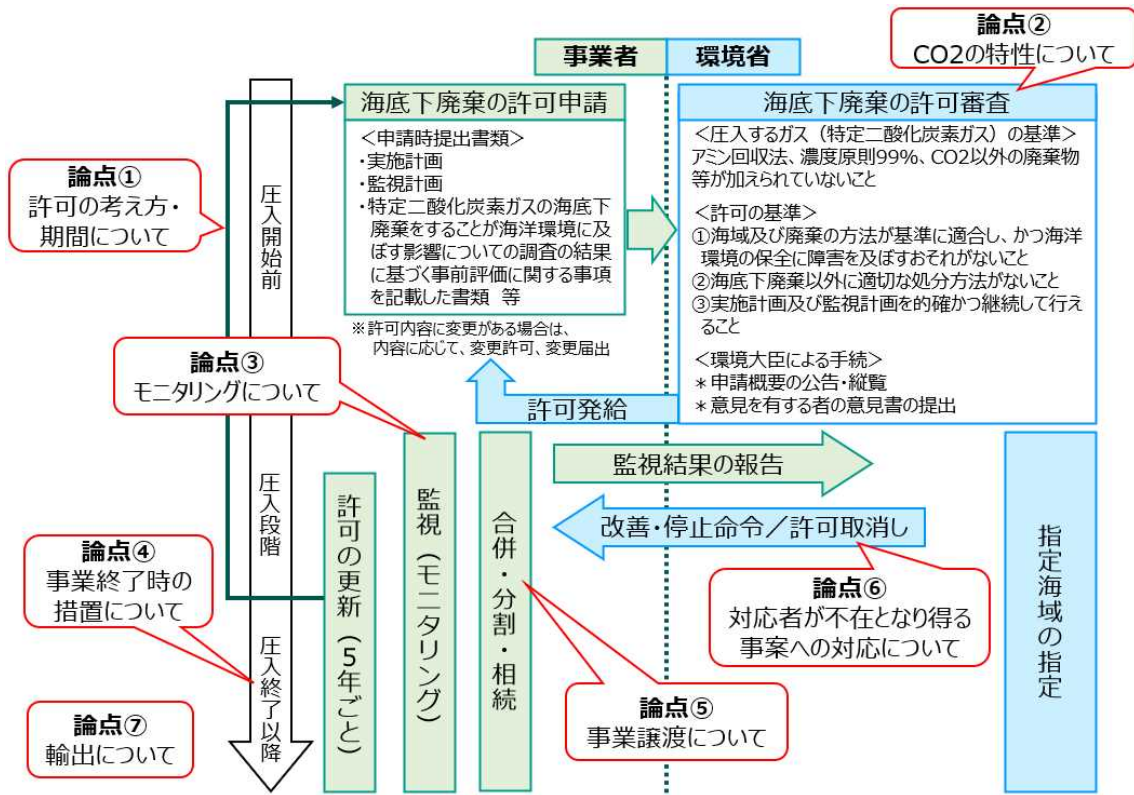 事業者
環境省
論点②
CO2の特性について
海底下廃棄の許可申請
<申請時提出書類>
・実施計画
・監視計画
・特定二酸化炭素ガスの海底下
廃棄をすることが海洋環境に及
ぼす影響についての調査の結果
に基づく事前評価に関する事項
を記載した書類 等
※許可内容に変更がある場合は、
内容に応じて、変更許可、変更届出
海底下廃棄の許可審査
<圧入するガス(特定二酸化炭素ガス)の基準>
アミン回収法、濃度原則99%、CO2以外の廃棄物
等が加えられていないこと
<許可の基準>
①海域及び廃棄の方法が基準に適合し、かつ海洋
環境の保全に障害を及ぼすおそれがないこと
②海底下廃棄以外に適切な処分方法がないこと
③実施計画及び監視計画を的確かつ継続して行え
ること
<環境大臣による手続>
*申請概要の公告・縦覧
*意見を有する者の意見書の提出
論点①
許可の考え方・
期間について
圧入開始前
論点③
モニタリングについて
許可発給
圧入段階
許可の更新(5年ごと)
監視(モニタリング)
合併・分割・相続
監視結果の報告
改善・停止命令/許可取消し
指定海域の指定
論点④
事業終了時の
措置について
論点⑥
対応者が不在となり得る
事案への対応について
圧入終了以降
論点⑤
事業譲渡について
論点⑦
輸出について